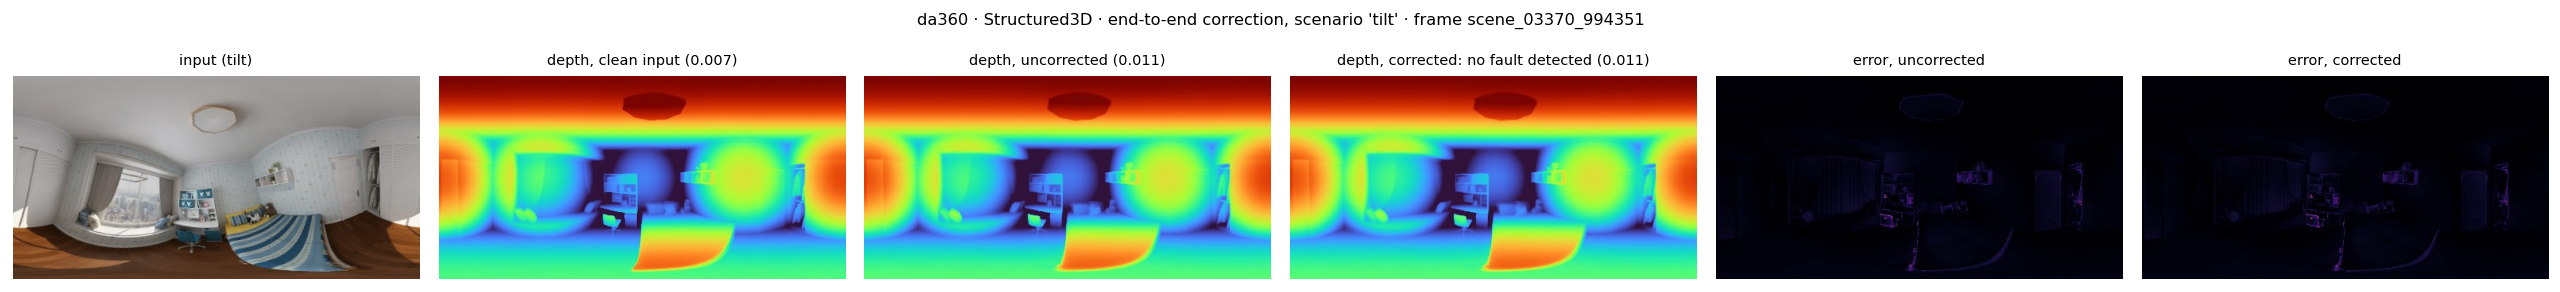 da360 · Structured3D · end-to-end correction, scenario 'tilt' · frame scene_03370_994351
input (tilt)
depth, clean input (0.007)
depth, uncorrected (0.011)
depth, corrected: no fault detected (0.011)
error, uncorrected
error, corrected